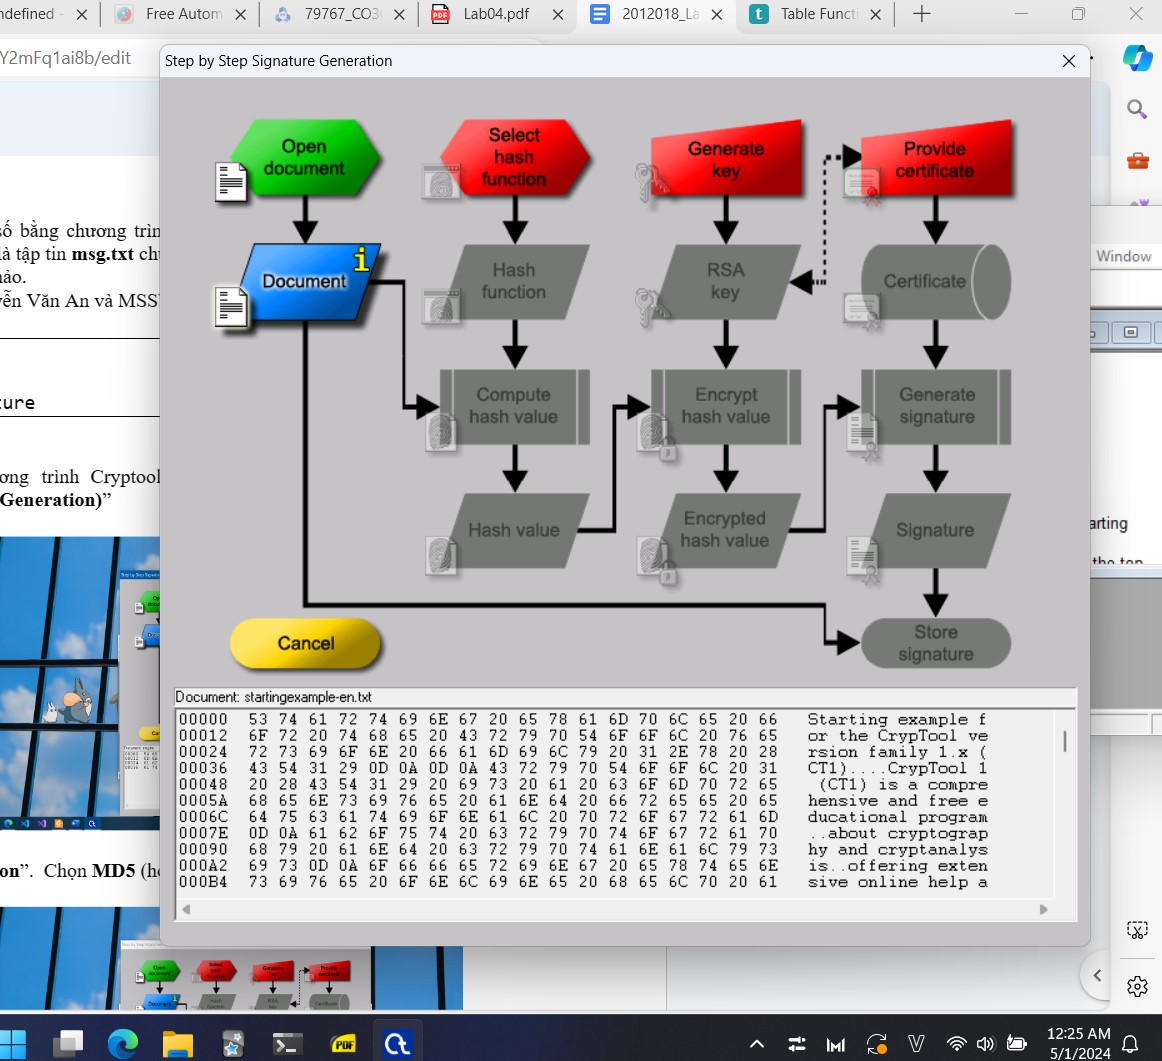 ndefined -
Free Autom
79767_CO3
Lab04.pdf
2012018_La
Table Functi
Y2mFq1ai8b/edit
Step by Step Signature Generation
Open
document
Select
hash
function
Generate
key
Provide
certificate
Document
Hash
function
RSA
key
Certificate
Compute
hash value
Encrypt
hash value
Generate
signature
Hash value
Encrypted
hash value
Signature
Cancel
Store
signature
Document: startingexample-en.txt
00000 53 74 61 72 74 69 6E 67 20 65 78 61 6D 70 6C 65 20 66 Starting example f
00012 6F 72 20 74 68 65 20 43 72 79 70 54 6F 6F 6C 20 76 65 or the CrypTool ve
00024 72 73 69 6F 6E 20 66 61 6D 69 6C 79 20 31 2E 78 20 28 rsion family 1.x (
00036 43 54 31 29 0D 0A 0D 0A 43 72 79 70 54 6F 6F 6C 20 31 CT1)....CrypTool 1
00048 20 28 43 54 31 29 20 69 73 20 61 20 63 6F 6D 70 72 65 (CT1) is a compre
0005A 68 65 6E 73 69 76 65 20 61 6E 64 20 66 72 65 65 20 65 hensive and free e
0006C 64 75 63 61 74 69 6F 6E 61 6C 20 70 72 6F 67 72 61 6D ducational program
0007E 0D 0A 61 62 6F 75 74 20 63 72 79 70 74 6F 67 72 61 70 ..about cryptograp
00090 68 79 20 61 6E 64 20 63 72 79 70 74 61 6E 61 6C 79 73 hy and cryptanalys
000A2 69 73 0D 0A 6F 66 66 65 72 69 6E 67 20 65 78 74 65 6E is..offering exten
000B4 73 69 76 65 20 6F 6E 6C 69 6E 65 20 68 65 6C 70 20 61 sive online help a
số bằng chương trìn
là tập tin msg.txt ch
hảo.
yễn Văn An và MSS
ture
ơng trình Cryptool
Generation)”
on”. Chọn MD5 (h
Window
arting
the top
12:25 AM
5/1/2024